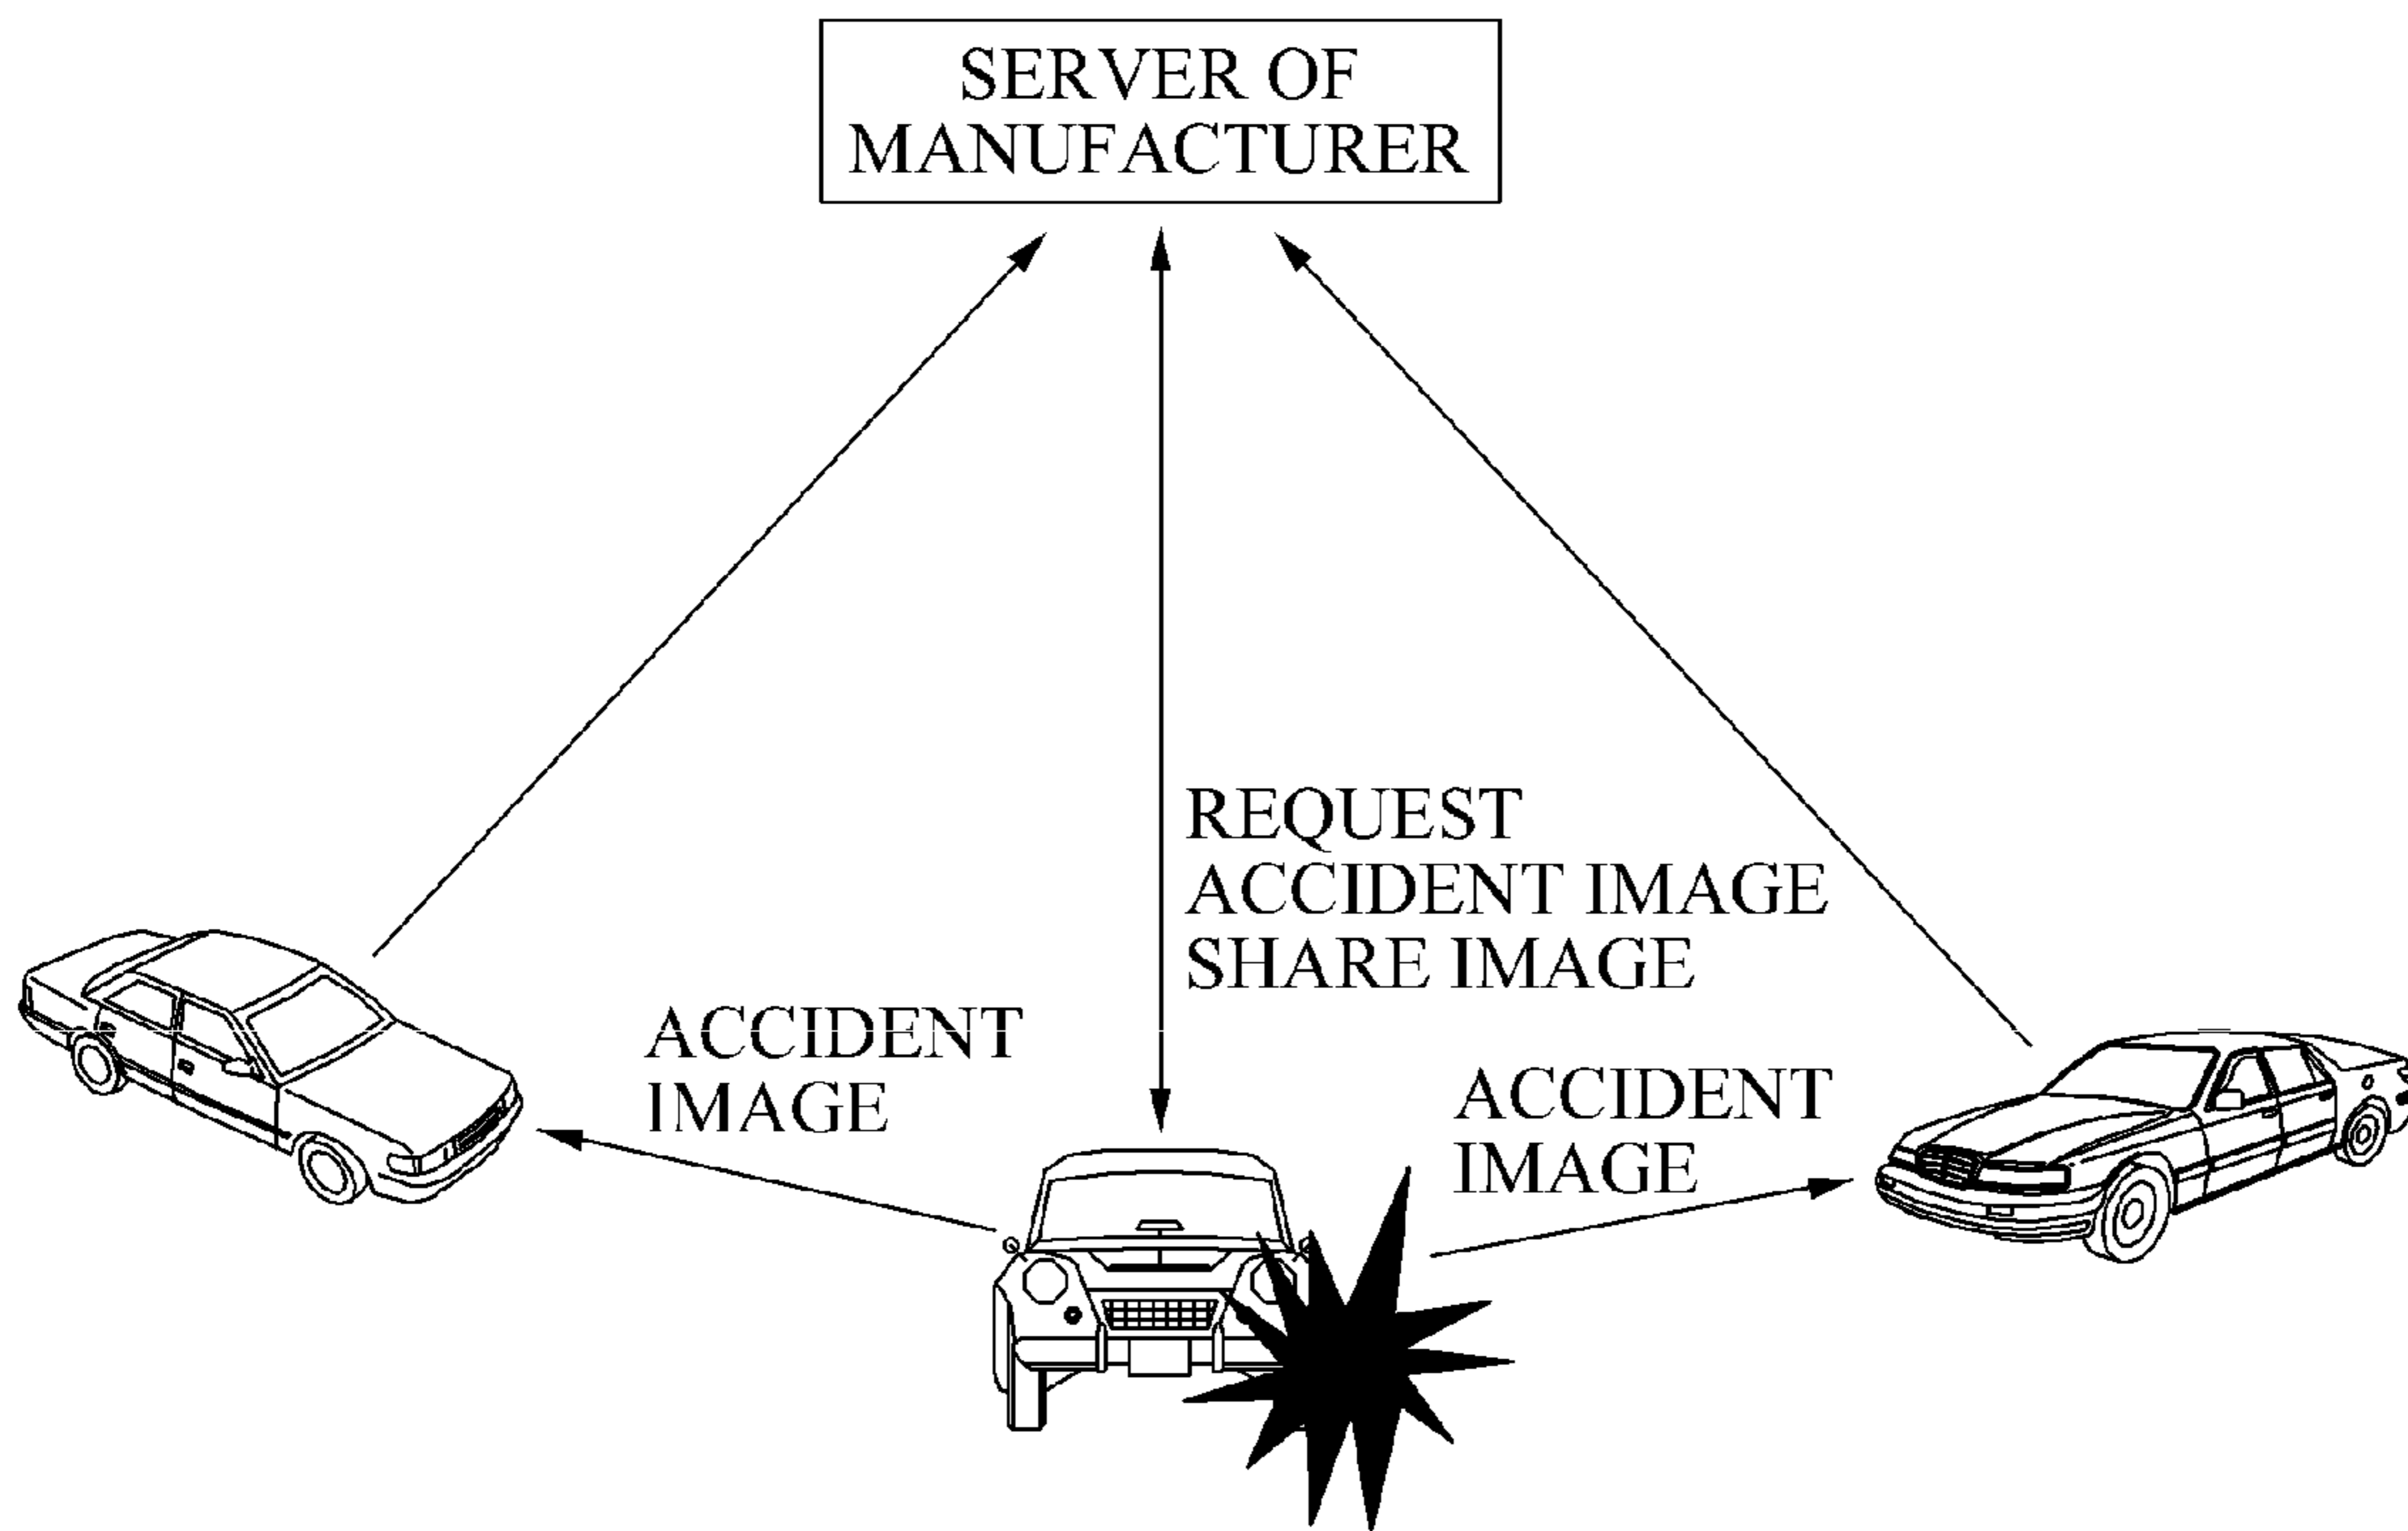 SERVER OF
MANUFACTURER
REQUEST
ACCIDENT IMAGE
SHARE IMAGE
ACCIDENT
IMAGE
ACCIDENT
IMAGE